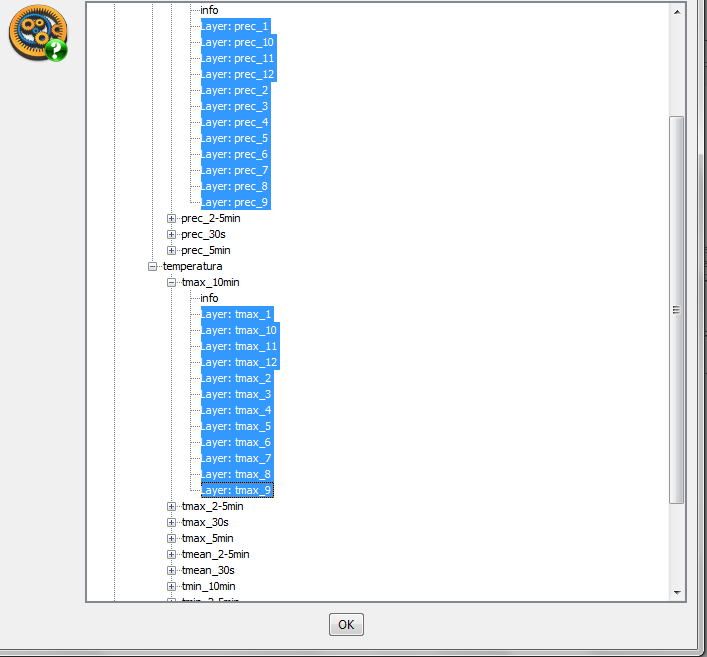 info
Layer: prec_1
Layer: prec_10
Layer: prec_11
Layer: prec_12
Layer: prec_2
Layer: prec_3
Layer: prec_4
Layer: prec_5
Layer: prec_6
Layer: prec_7
Layer: prec_8
Layer: prec_9
prec_2-5min
prec_30s
prec_5min
temperatura
tmax_10min
info
Layer: tmax_1
Layer: tmax_10
Layer: tmax_11
Layer: tmax_12
Layer: tmax_2
Layer: tmax_3
Layer: tmax_4
Layer: tmax_5
Layer: tmax_6
Layer: tmax_7
Layer: tmax_8
Layer: tmax_9
tmax_2-5min
tmax_30s
tmax_5min
tmean_2-5min
tmean_30s
tmin_10min
tmin_2-5min
OK